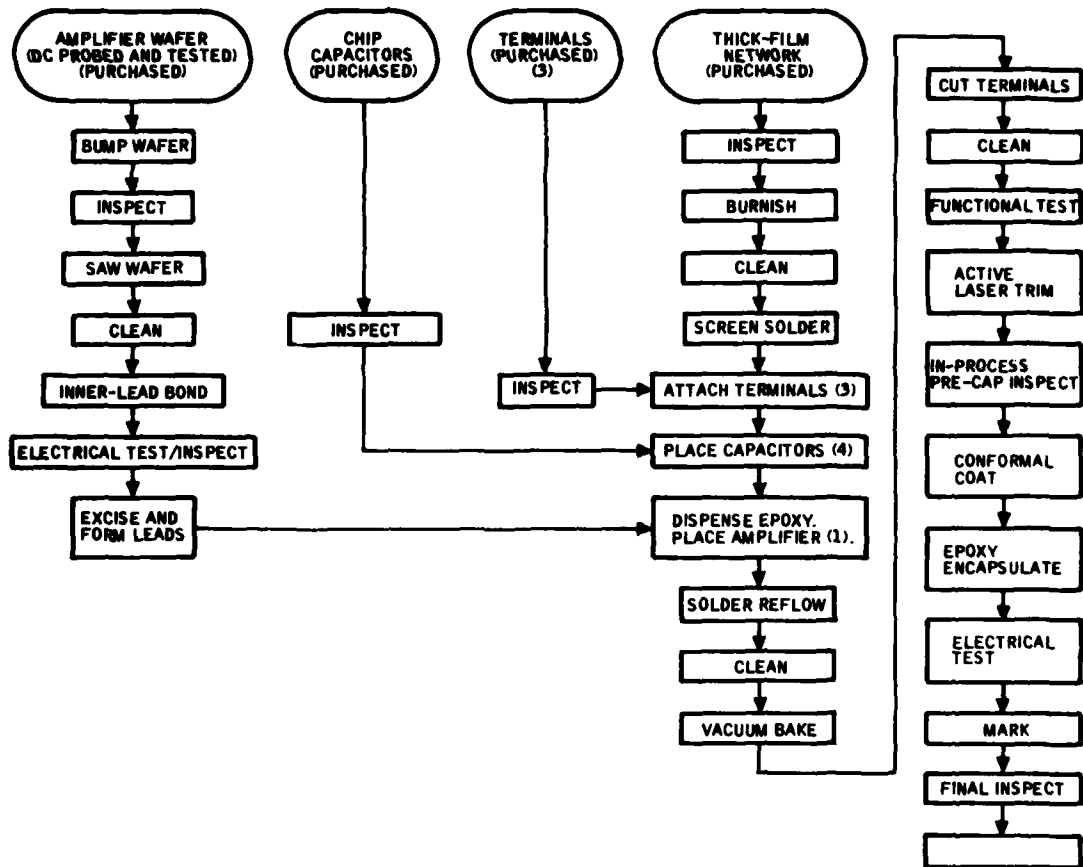 AMPLIFIER WAFER
(DC PROBED AND TESTED)
(PURCHASED)
BUMP WAFER
INSPECT
SAW WAFER
CLEAN
INNER-LEAD BOND
ELECTRICAL TEST/INSPECT
EXCISE AND
FORM LEADS
CHIP
CAPACITORS
(PURCHASED)
INSPECT
TERMINALS
(PURCHASED)
(3)
INSPECT
THICK-FILM
NETWORK
(PURCHASED)
INSPECT
BURNISH
CLEAN
SCREEN SOLDER
ATTACH TERMINALS (3)
PLACE CAPACITORS (4)
DISPENSE EPOXY.
PLACE AMPLIFIER (1).
SOLDER REFLOW
CLEAN
VACUUM BAKE
CUT TERMINALS
CLEAN
FUNCTIONAL TEST
ACTIVE
LASER TRIM
IN-PROCESS
PRE-CAP INSPECT
CONFORMAL
COAT
EPOXY
ENCAPSULATE
ELECTRICAL
TEST
MARK
FINAL INSPECT